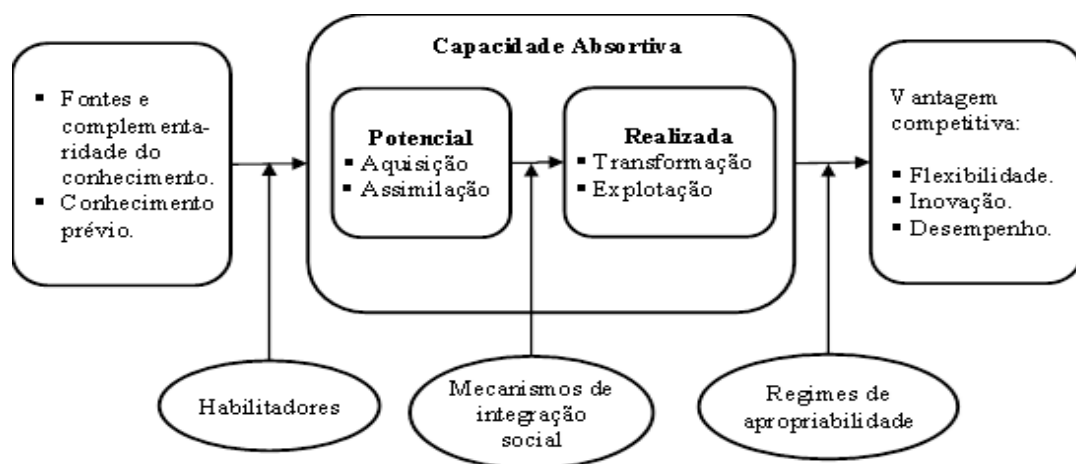 Capacidade Absortiva
▪ Fontes e
complementa-
ridade do
conhecimento.
▪ Conhecimento
prévio.
Potencial
▪ Aquisição
▪ Assimilação
Realizada
▪ Transformação
▪ Explotação
Vantagem
competitiva:
▪ Flexibilidade.
▪ Inovação.
▪ Desempenho.
Habilitadores
Mecanismos de
integração
social
Regimes de
apropriabilidade